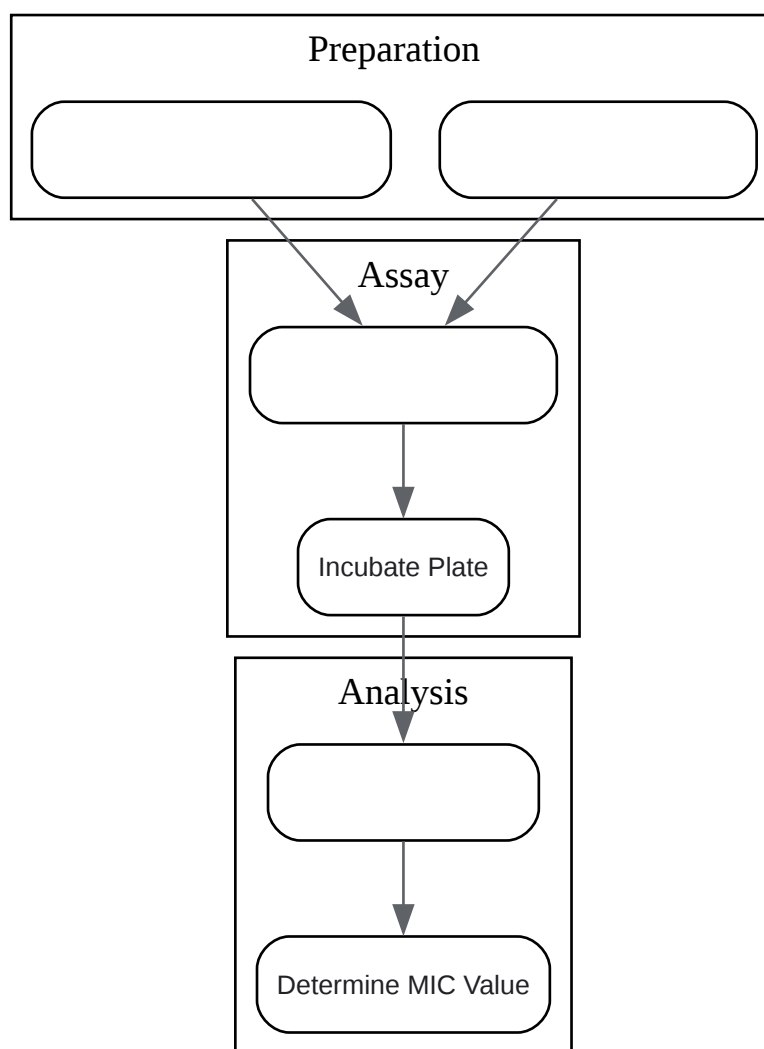 Preparation
Assay
Incubate Plate
Analysis
Determine MIC Value